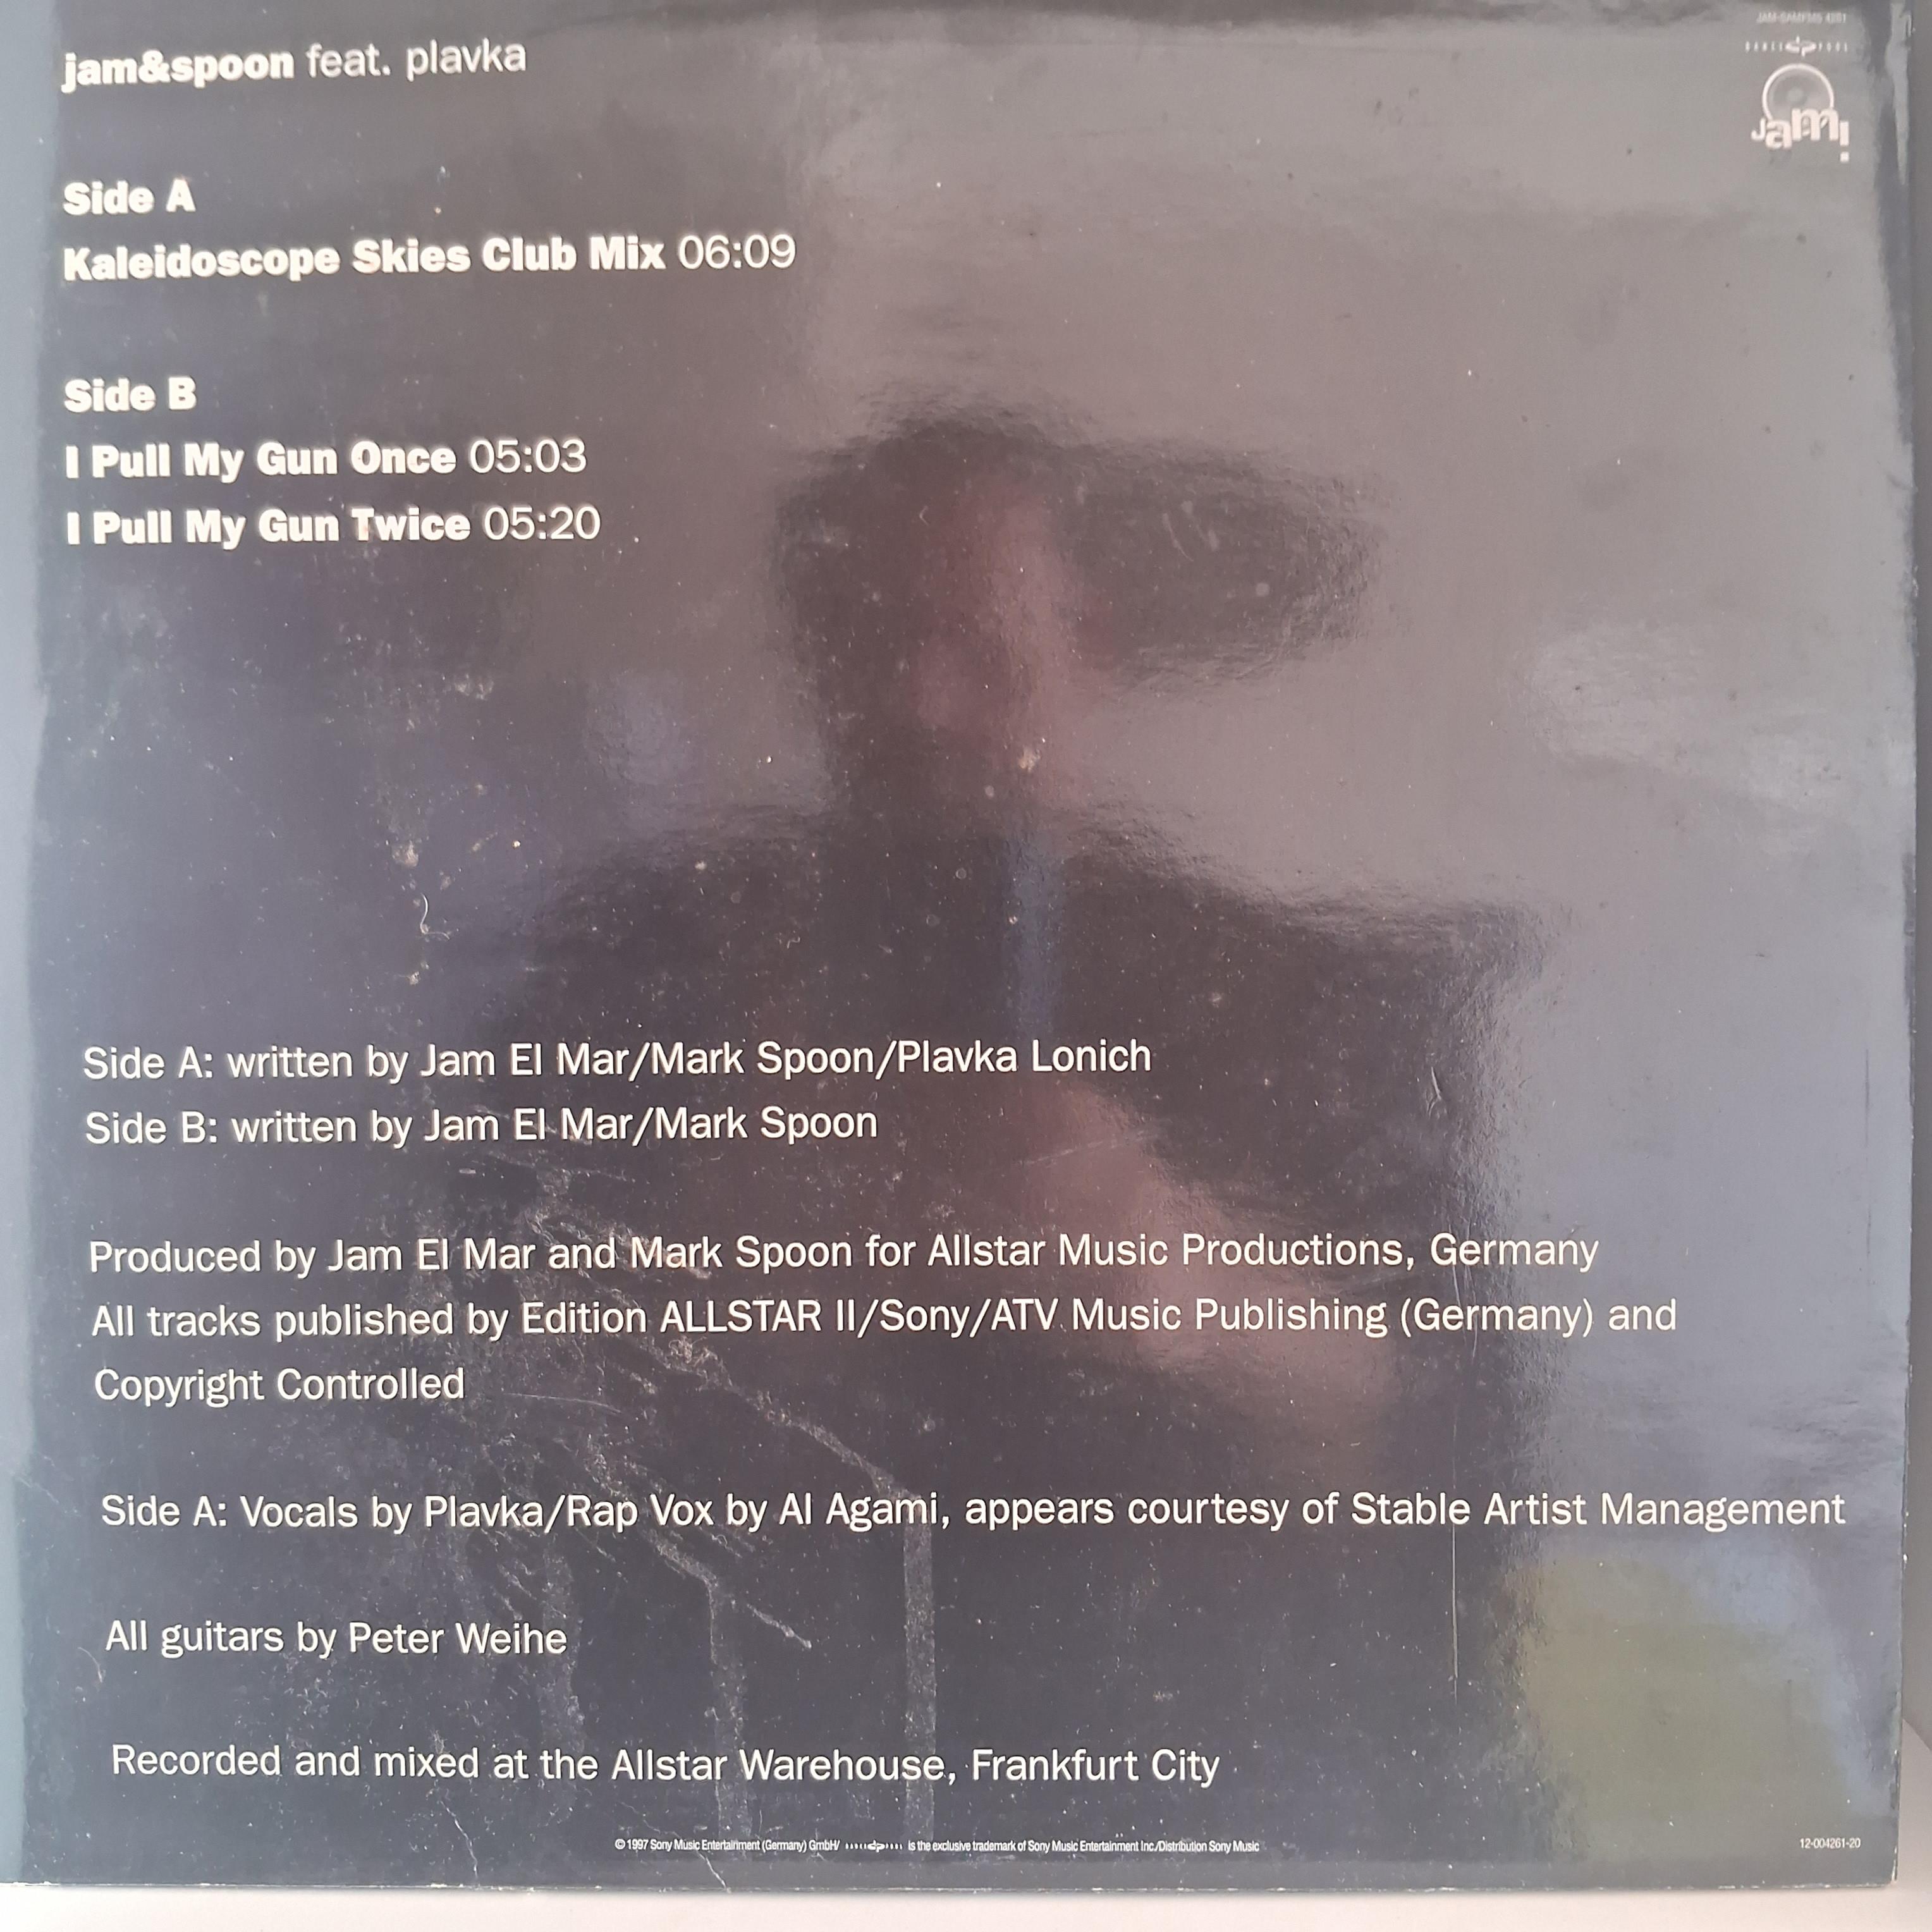 jam&spoon feat. plavka
Jam!
Side A
Kaleidoscope Skies Club Mix 06:09
Side B
I Pull My Gun Once 05:03
I Pull My Gun Twice 05:20
Side A: written by Jam El Mar/Mark Spoon/Plavka Lonich
Side B: written by Jam El Mar/Mark Spoon
Produced by Jam El Mar and Mark Spoon for Allstar Music Productions, Germany
All tracks published by Edition ALLSTAR II/Sony/ATV Music Publishing (Germany) and
Copyright Controlled
Side A: Vocals by Plavka/Rap Vox by Al Agami, appears courtesy of Stable Artist Management
All guitars by Peter Weihe
Recorded and mixed at the Allstar Warehouse, Frankfurt City
© 1997 Sony Music Entertainment (Germany) GmbH/ is the exclusive trademark of Sony Music Entertainment Inc./Distribution Sony Music
12-004261-20